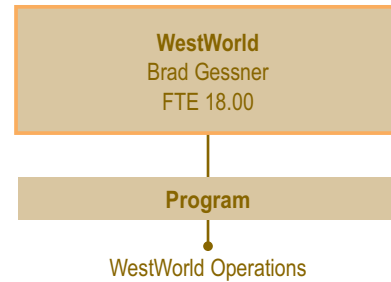 WestWorld
Brad Gessner
FTE 18.00
Program
WestWorld Operations